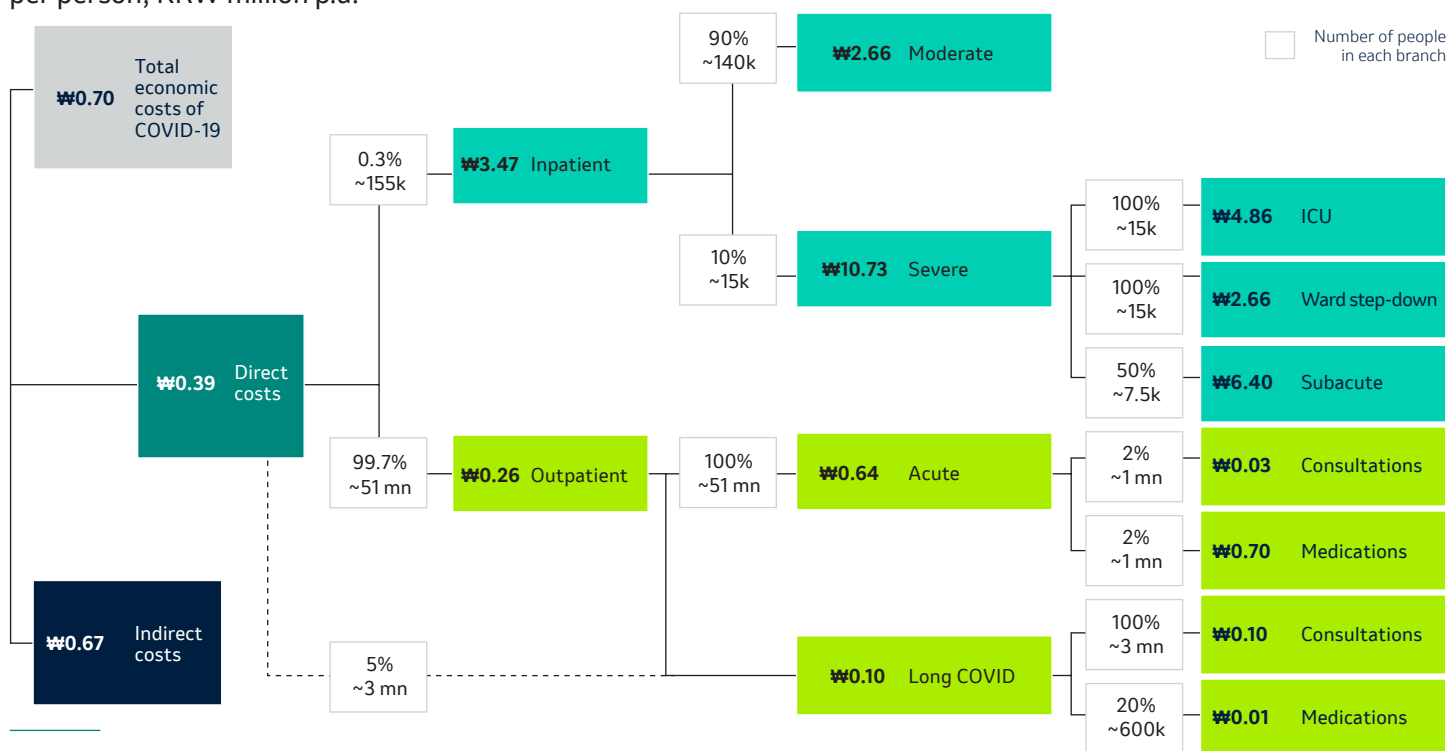 per person, KRW million p.a.
Number of people
in each branch
₩0.70
Total
economic
costs of
COVID-19
₩0.39
Direct
costs
₩0.67
Indirect
costs
0.3%
~155k
₩3.47 Inpatient
90%
~140k
₩2.66 Moderate
10%
~15k
₩10.73 Severe
100%
~15k
₩4.86 ICU
100%
~15k
₩2.66 Ward step-down
50%
~7.5k
₩6.40 Subacute
99.7%
~51 mn
₩0.26 Outpatient
100%
~51 mn
₩0.64 Acute
2%
~1 mn
₩0.03 Consultations
2%
~1 mn
₩0.70 Medications
5%
~3 mn
₩0.10 Long COVID
100%
~3 mn
₩0.10 Consultations
20%
~600k
₩0.01 Medications